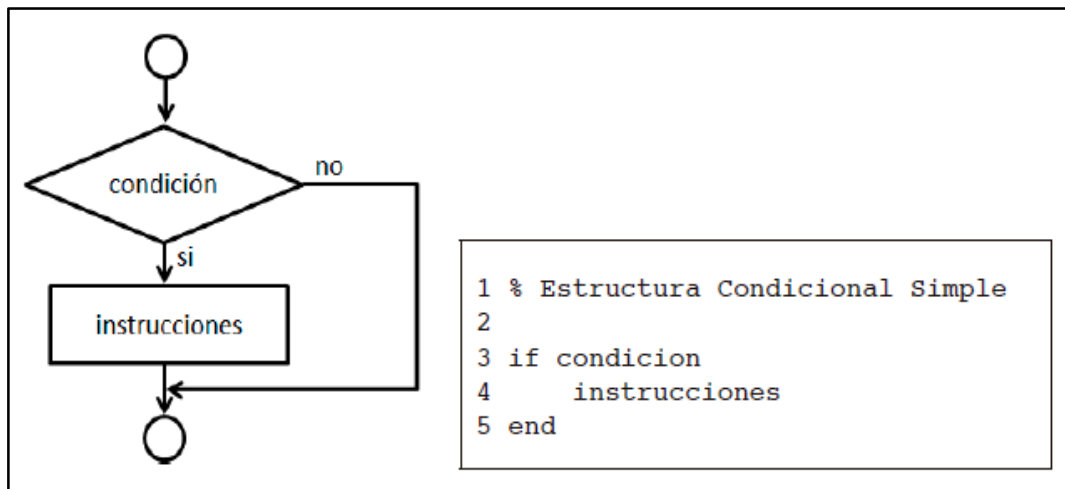 condición
no
si
instrucciones
1 % Estructura Condicional Simple
2
3 if condicion
4 instrucciones
5 end